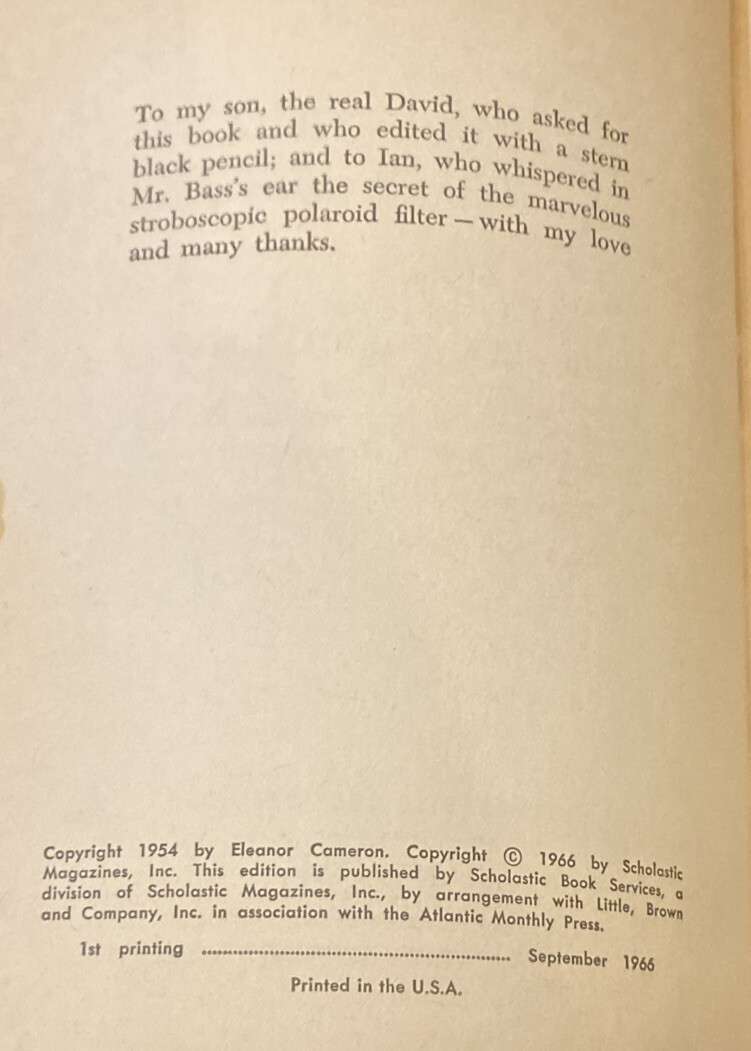 To my son, the real David, who asked for
this book and who edited it with a stern
black pencil; and to Ian, who whispered in
Mr. Bass's ear the secret of the marvelous
stroboscopic polaroid filter — with my love
and many thanks.
Copyright 1954 by Eleanor Cameron. Copyright © 1966 by Scholastic
Magazines, Inc. This edition is published by Scholastic Book Services, a
division of Scholastic Magazines, Inc., by arrangement with Little, Brown
and Company, Inc. in association with the Atlantic Monthly Press.
1st printing ........................................................ September 1966
Printed in the U.S.A.